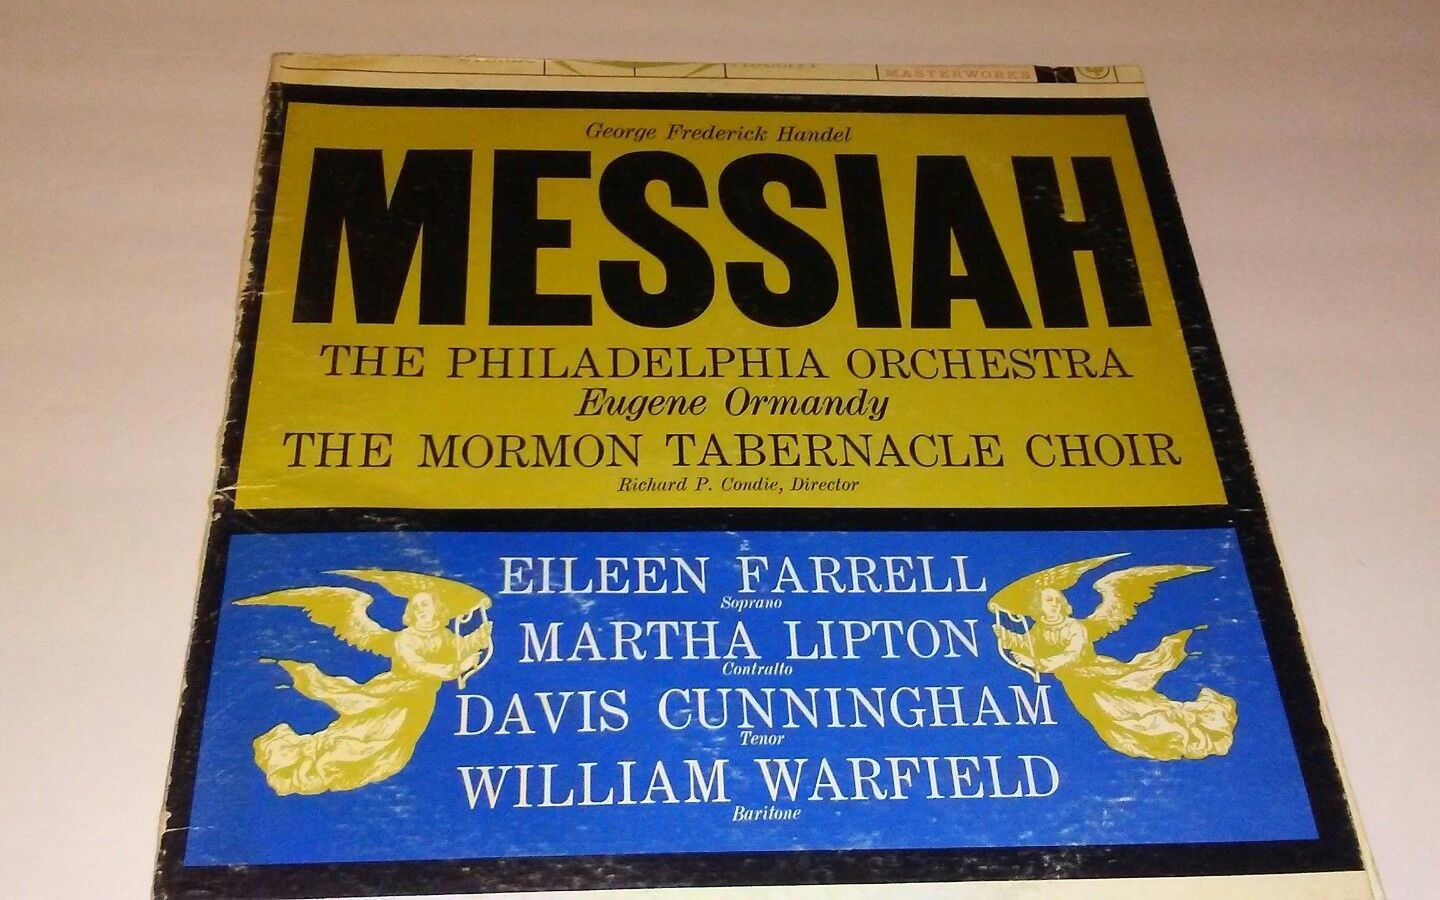 MASTERWORKS
George Frederick Handel
MESSIAH
THE PHILADELPHIA ORCHESTRA
Eugene Ormandy
THE MORMON TABERNACLE CHOIR
Richard P. Condie, Director
EILEEN FARRELL
Soprano
MARTHA LIPTON
Contralto
DAVIS CUNNINGHAM
Tenor
WILLIAM WARFIELD
Baritone